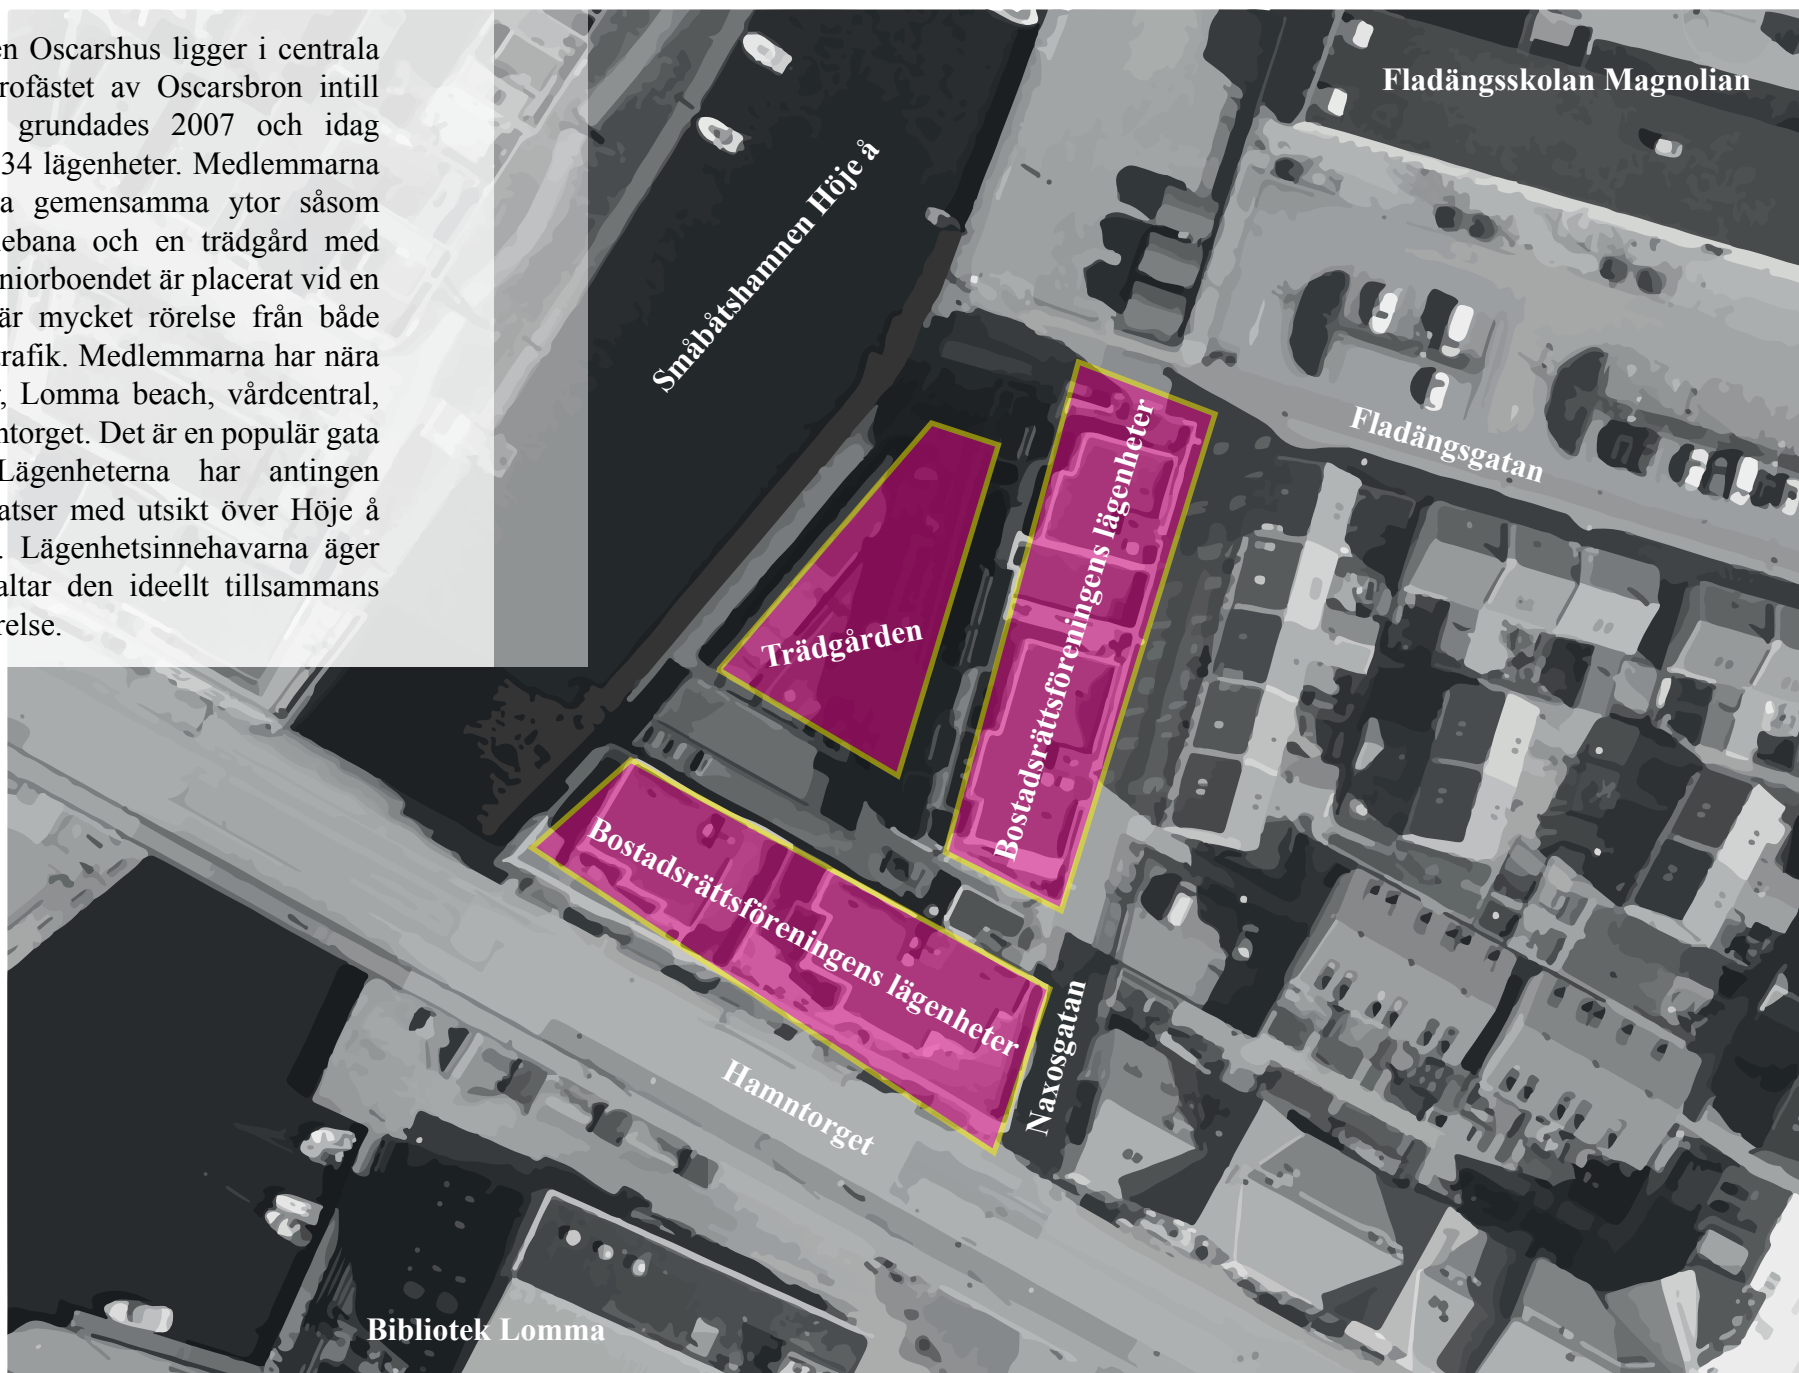 en Oscarshus ligger i centrala
rofästet av Oscarsbron intill
grundades 2007 och idag
34 lägenheter. Medlemmarna
a gemensamma ytor såsom
ebana och en trädgård med
niorboendet är placerat vid en
är mycket rörelse från både
trafik. Medlemmarna har nära
, Lomma beach, vårdcentral,
ntorget. Det är en populär gata
Lägenheterna har antingen
atser med utsikt över Höje å
. Lägenhetsinnehavarna äger
altar den ideellt tillsammans
relse.
Fladängsskolan Magnolian
Småbåtshamnen Höje å
Fladängsgatan
Bostadsrättsföreningens lägenheter
Trädgården
Bostadsrättsföreningens lägenheter
Naxosgatan
Hamntorget
Bibliotek Lomma